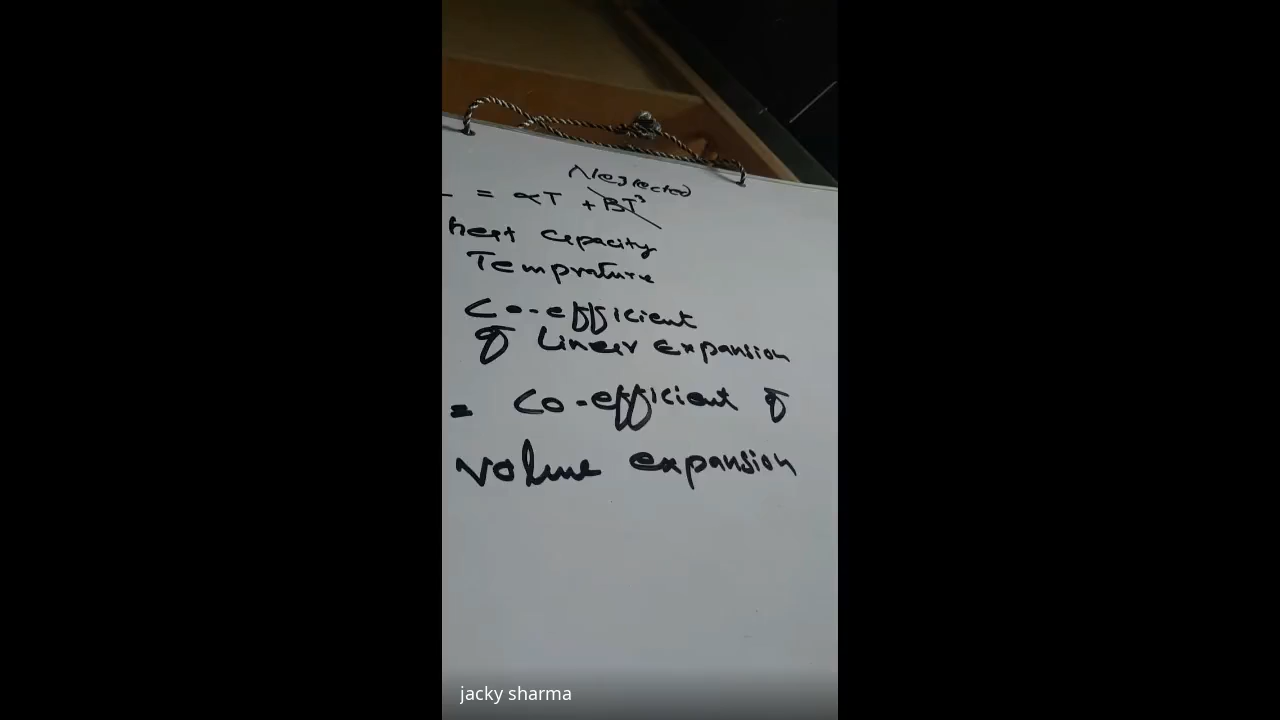 Neglected
= αT + BT³
heat Capacity
Temprature
Co-efficient
of Linear expansion
= Co-efficient of
volume expansion
jacky sharma